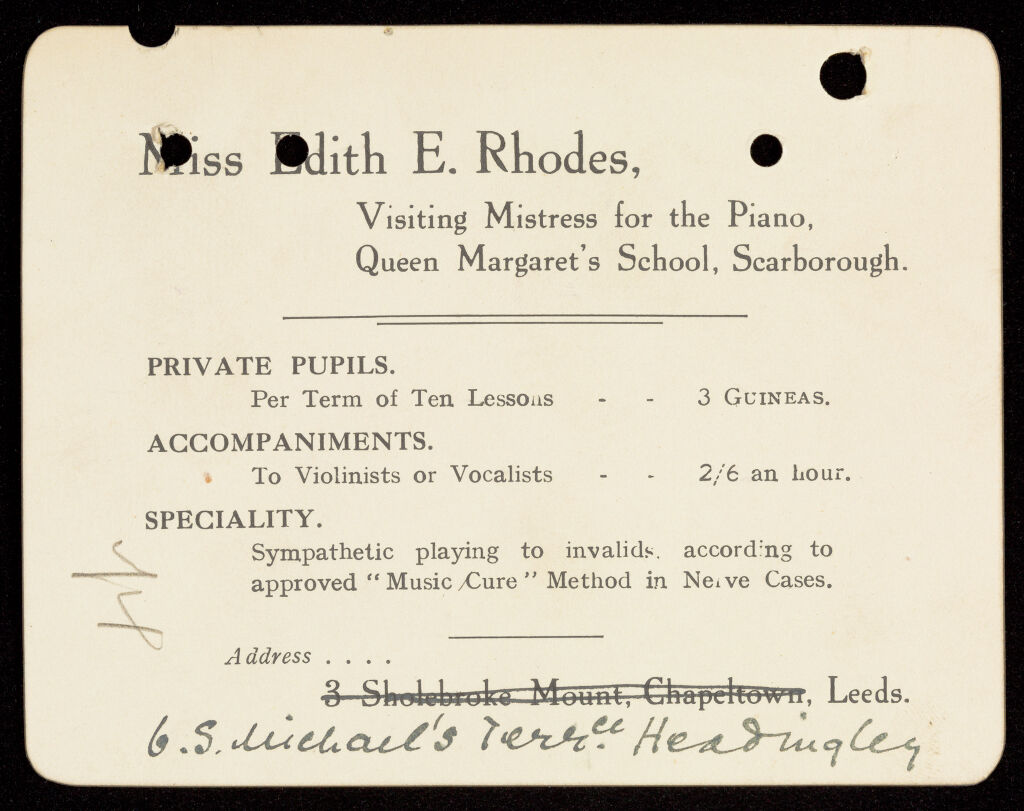 Miss Edith E. Rhodes,
Visiting Mistress for the Piano,
Queen Margaret's School, Scarborough.
PRIVATE PUPILS.
Per Term of Ten Lessons - - 3 GUINEAS.
ACCOMPANIMENTS.
To Violinists or Vocalists - - 2/6 an hour.
SPECIALITY.
Sympathetic playing to invalids, according to
approved "Music Cure" Method in Nerve Cases.
Address . . . .
3 Sholebroke Mount, Chapeltown, Leeds.
6. S. Michael's Terrce Headingley